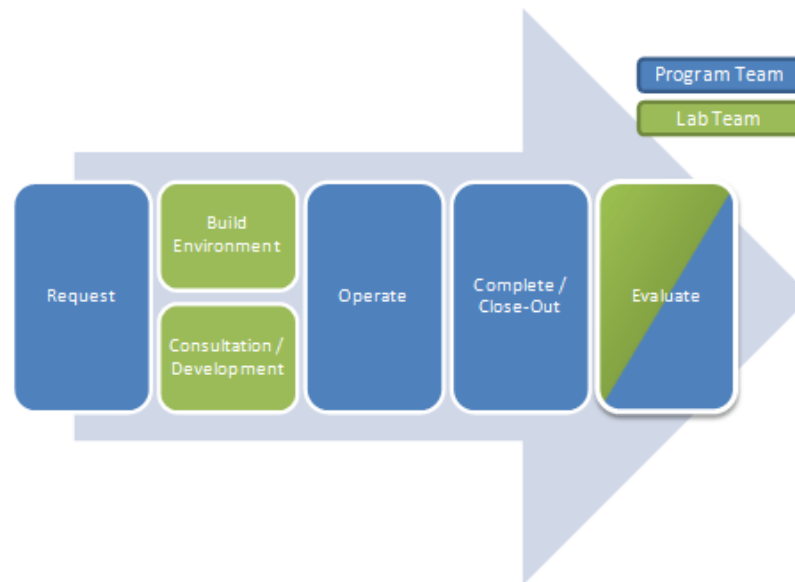 Program Team
Lab Team
Request
Build
Environment
Consultation /
Development
Operate
Complete /
Close-Out
Evaluate